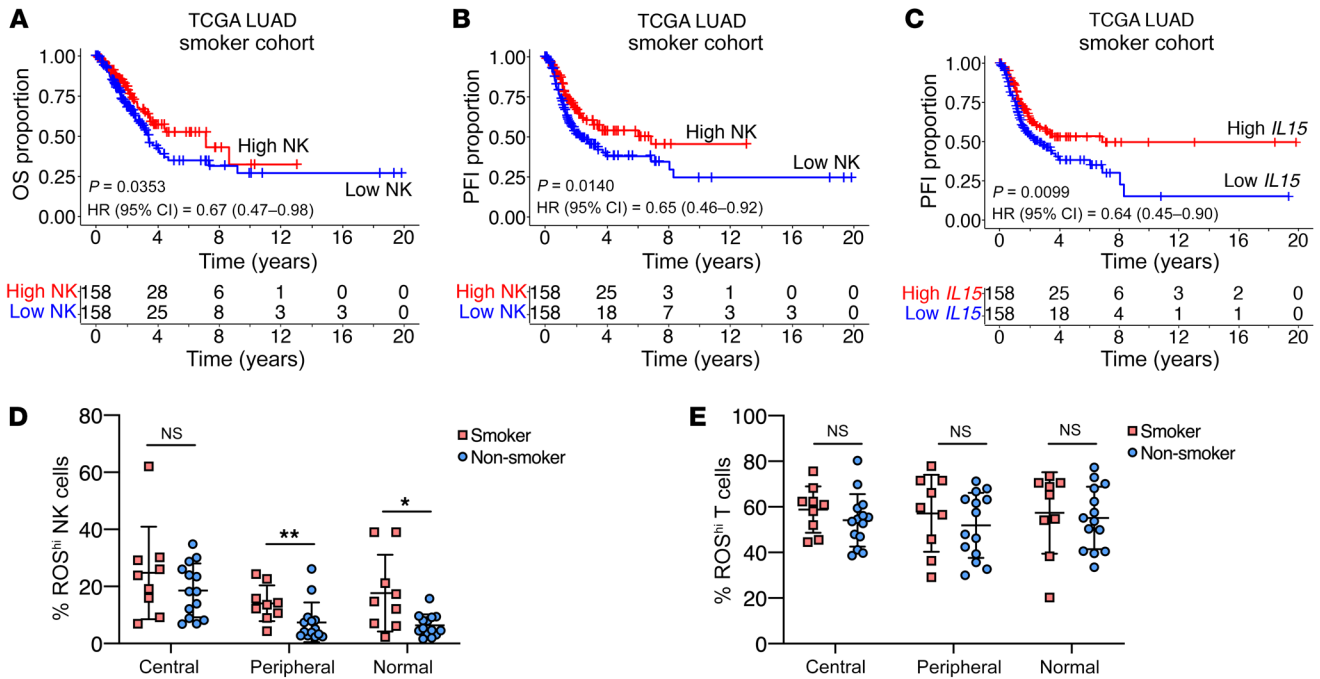 A
TCGA LUAD
smoker cohort
OS proportion
1.00
0.75
0.50
0.25
0.00
High NK
Low NK
P = 0.0353
HR (95% CI) = 0.67 (0.47–0.98)
0 4 8 12 16 20
Time (years)
High NK 158 28 6 1 0 0
Low NK 158 25 8 3 3 0
0 4 8 12 16 20
Time (years)
B
TCGA LUAD
smoker cohort
PFI proportion
1.00
0.75
0.50
0.25
0.00
High NK
Low NK
P = 0.0140
HR (95% CI) = 0.65 (0.46–0.92)
0 4 8 12 16 20
Time (years)
High NK 158 25 3 1 0 0
Low NK 158 18 7 3 3 0
0 4 8 12 16 20
Time (years)
C
TCGA LUAD
smoker cohort
PFI proportion
1.00
0.75
0.50
0.25
0.00
High IL15
Low IL15
P = 0.0099
HR (95% CI) = 0.64 (0.45–0.90)
0 4 8 12 16 20
Time (years)
High IL15 158 25 6 3 2 0
Low IL15 158 18 4 1 1 0
0 4 8 12 16 20
Time (years)
D
% ROShi NK cells
80
60
40
20
0
NS
**
*
Smoker
Non-smoker
Central Peripheral Normal
E
% ROShi T cells
100
80
60
40
20
0
NS NS NS
Smoker
Non-smoker
Central Peripheral Normal